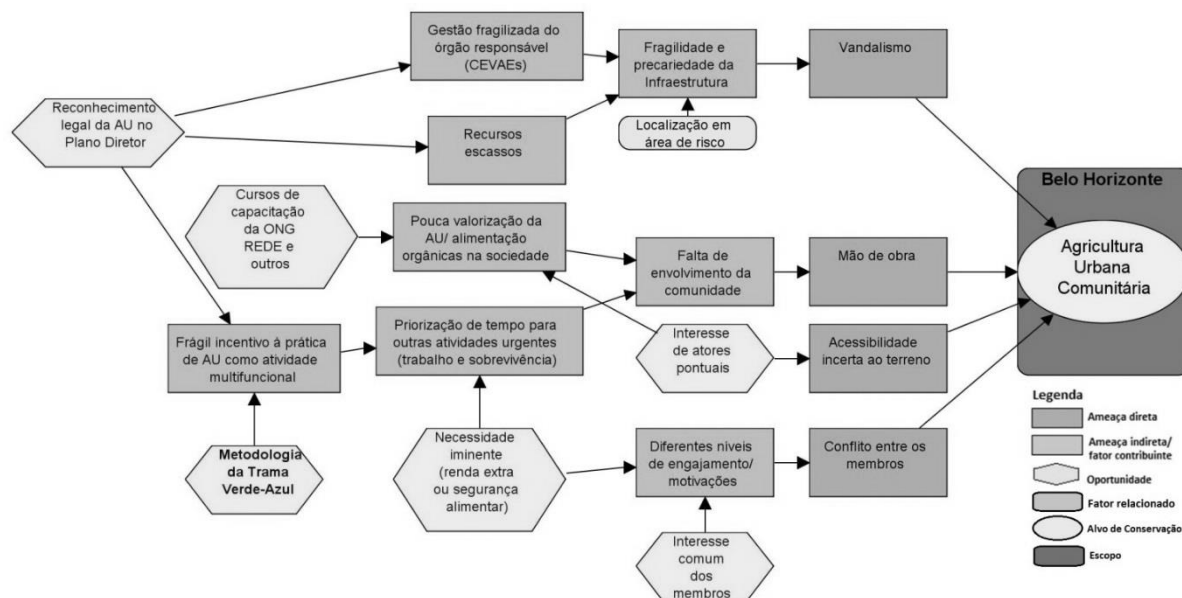 Gestão fragilizada do
órgão responsável
(CEVAEs)
Fragilidade e
precariedade da
Infraestrutura
Vandalismo
Reconhecimento
legal da AU no
Plano Diretor
Recursos
escassos
Localização em
área de risco
Belo Horizonte
Cursos de
capacitação
da ONG
REDE e
outros
Pouca valorização da
AU/ alimentação
orgânicas na sociedade
Falta de
envolvimento da
comunidade
Mão de obra
Agricultura
Urbana
Comunitária
Frágil incentivo à prática
de AU como atividade
multifuncional
Priorização de tempo para
outras atividades urgentes
(trabalho e sobrevivência)
Interesse
de atores
pontuais
Acessibilidade
incerta ao terreno
Metodologia
da Trama
Verde-Azul
Necessidade
iminente
(renda extra
ou segurança
alimentar)
Diferentes níveis
de engajamento/
motivações
Conflito entre os
membros
Interesse
comum
dos
membros
Legenda
Ameaça direta
Ameaça indireta/
fator contribuinte
Oportunidade
Fator relacionado
Alvo de Conservação
Escopo